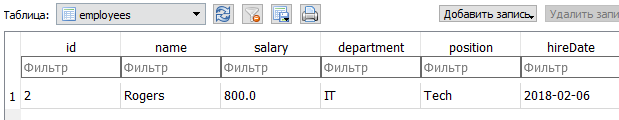 Таблица: employees Добавить запись Удалить запи
id name salary department position hireDate
Фильтр Фильтр Фильтр Фильтр Фильтр Фильтр
1 2 Rogers 800.0 IT Tech 2018-02-06